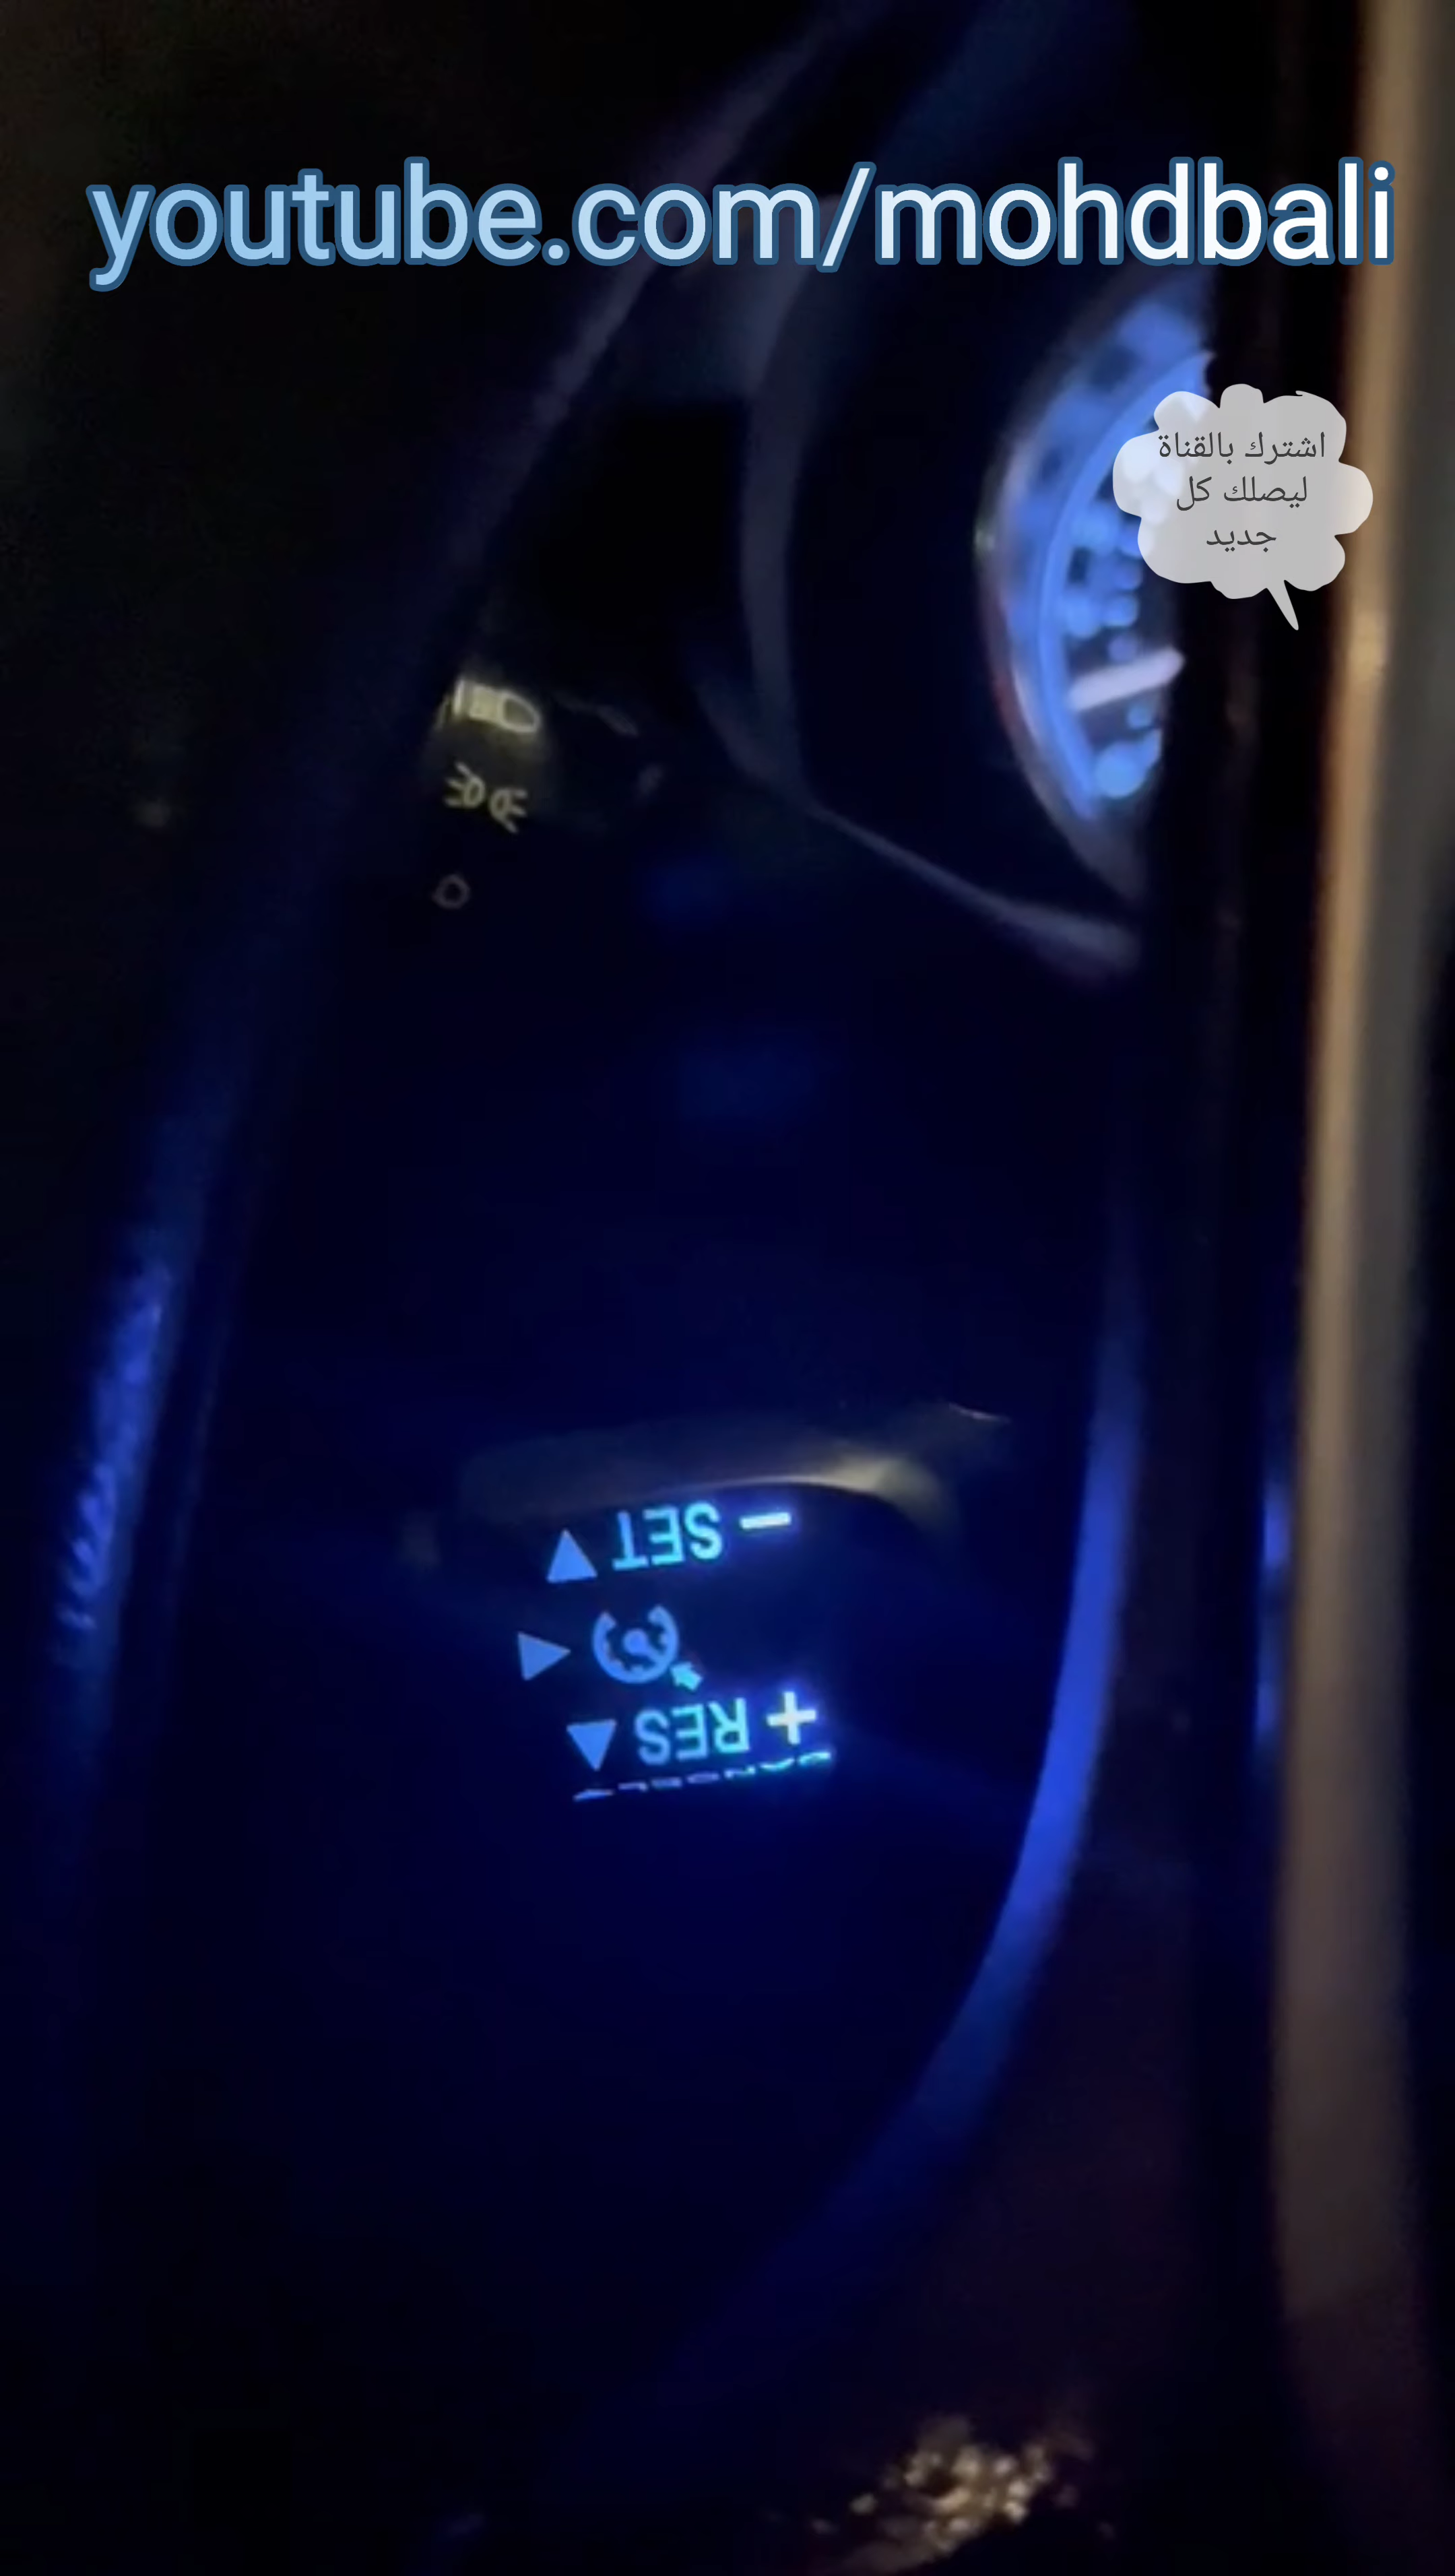 youtube.com/mohdbali
اشترك بالقناة
ليصلك كل
جديد
– SET
+ RES